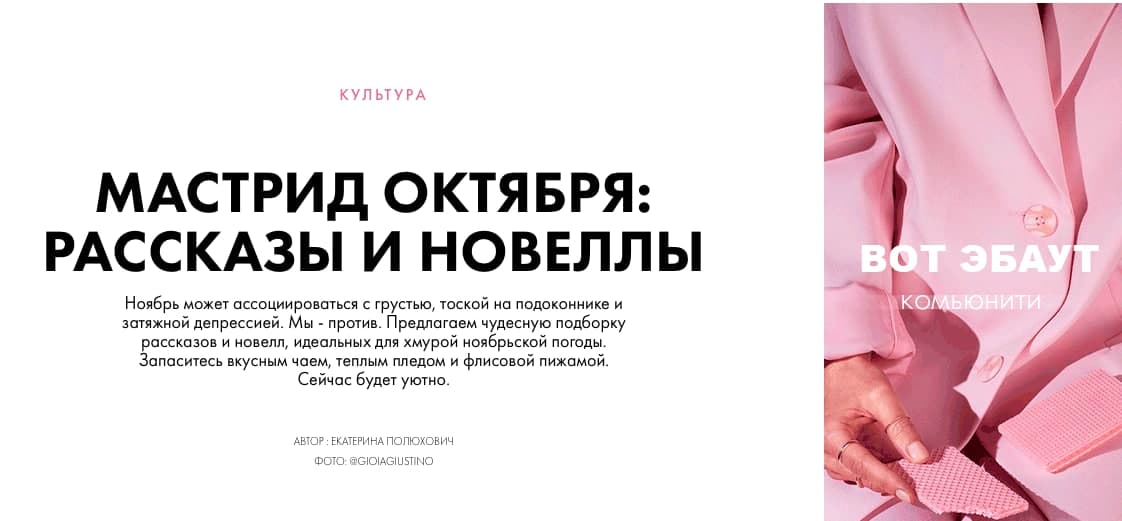 КУЛЬТУРА
МАСТРИД ОКТЯБРЯ:
РАССКАЗЫ И НОВЕЛЛЫ
Ноябрь может ассоциироваться с грустью, тоской на подоконнике и
затяжной депрессией. Мы - против. Предлагаем чудесную подборку
рассказов и новелл, идеальных для хмурой ноябрьской погоды.
Запаситесь вкусным чаем, теплым пледом и флисовой пижамой.
Сейчас будет уютно.
АВТОР : ЕКАТЕРИНА ПОЛЮХОВИЧ
ФОТО: @GIOIAGIUSTINO
ВОТ ЭБАУТ
КОМЬЮНИТИ